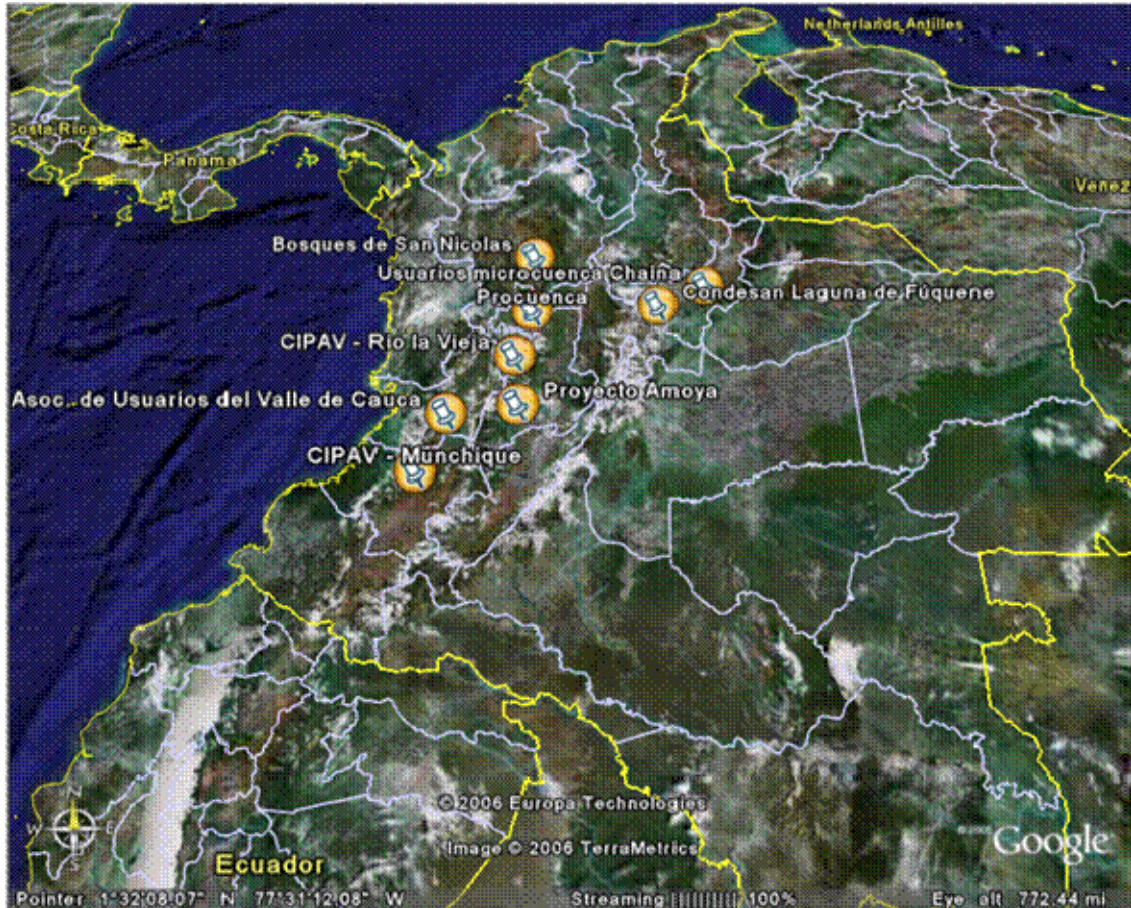 Netherlands Antilles
Costa Rica
Panama
Venez
Bosques de San Nicolas
Usuarios microcuenca Chaina
Condesan Laguna de Fúquene
Procuenca
CIPAV - Rio la Vieja
Proyecto Amoya
Asoc. de Usuarios del Valle de Cauca
CIPAV - Munchique
© 2006 Europa Technologies
Image © 2006 TerraMetrics
Google
N
W E
S
Ecuador
Pointer 1°32'08.07" N 77°31'12.08" W Streaming |||||||||| 100% Eye alt 772.44 mi